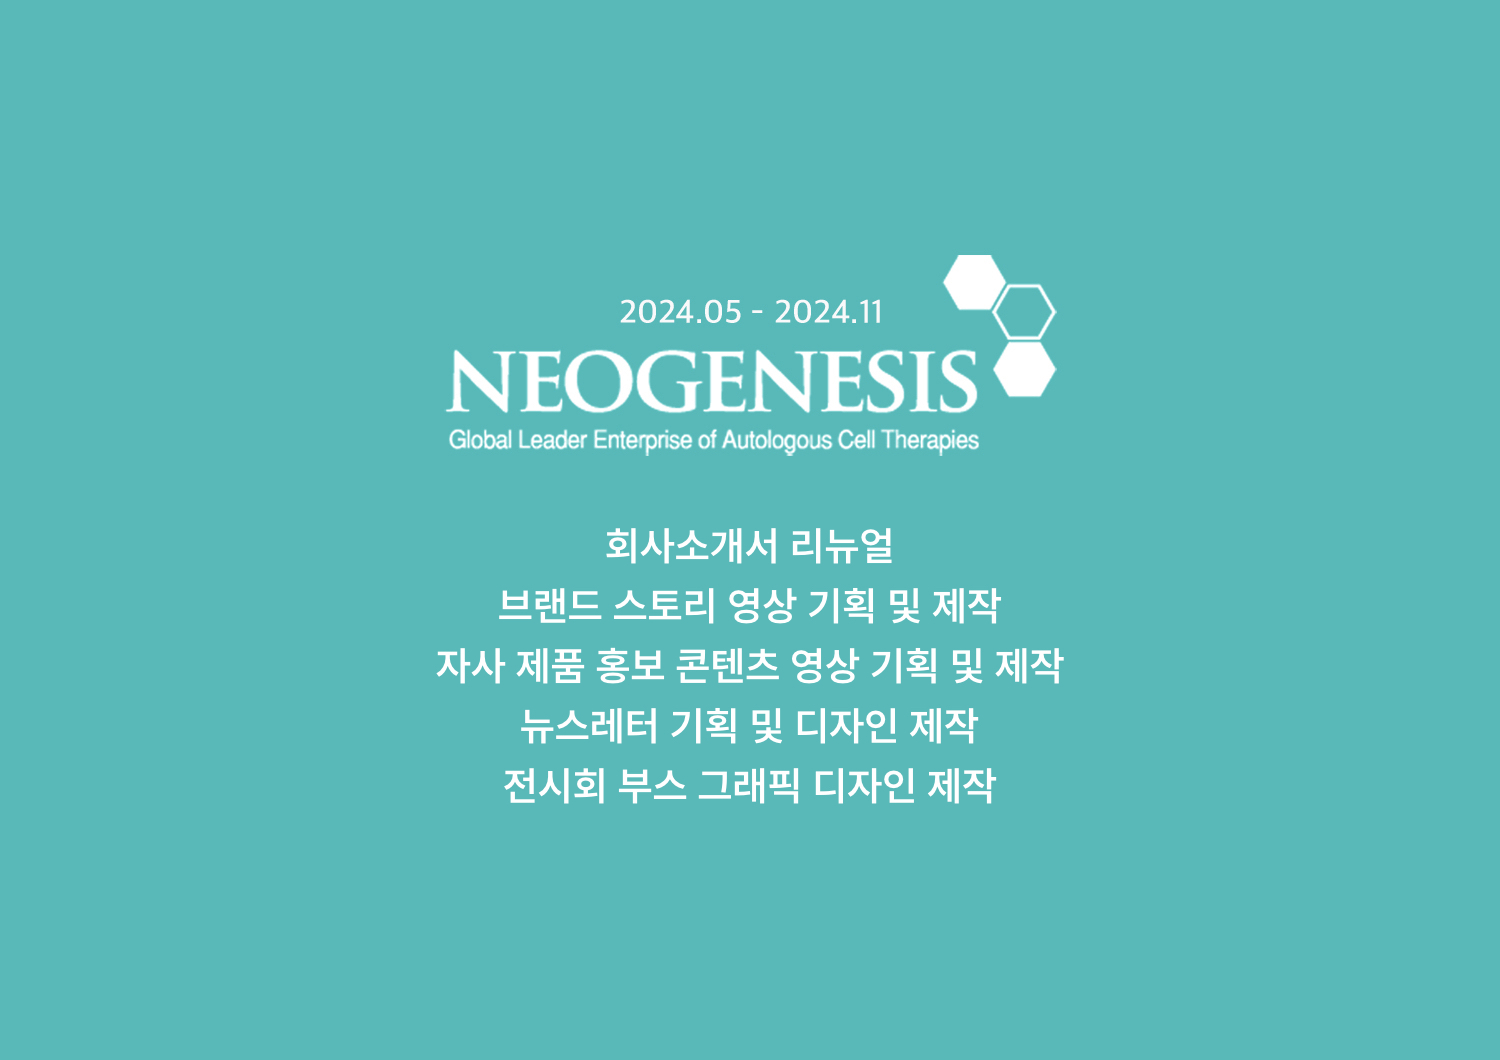 2024.05 - 2024.11
NEOGENESIS
Global Leader Enterprise of Autologous Cell Therapies
회사소개서 리뉴얼
브랜드 스토리 영상 기획 및 제작
자사 제품 홍보 콘텐츠 영상 기획 및 제작
뉴스레터 기획 및 디자인 제작
전시회 부스 그래픽 디자인 제작